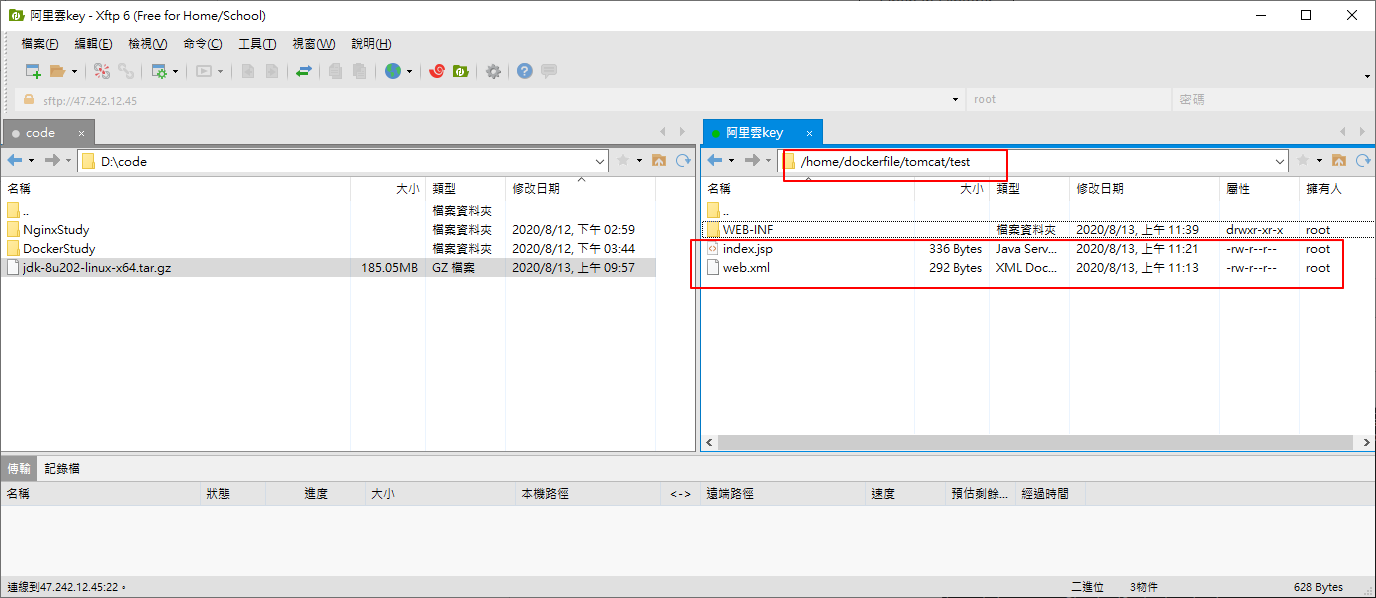 阿里雲key - Xftp 6 (Free for Home/School)
檔案(F) 編輯(E) 檢視(V) 命令(C) 工具(T) 視窗(W) 說明(H)
sftp://47.242.12.45 root 密碼
code × 阿里雲key ×
D:\code /home/dockerfile/tomcat/test
名稱 大小 類型 修改日期
.. 檔案資料夾
NginxStudy 檔案資料夾 2020/8/12, 下午 02:59
DockerStudy 檔案資料夾 2020/8/12, 下午 03:44
jdk-8u202-linux-x64.tar.gz 185.05MB GZ 檔案 2020/8/13, 上午 09:57
名稱 大小 類型 修改日期 屬性 擁有人
..
WEB-INF 檔案資料夾 2020/8/13, 上午 11:39 drwxr-xr-x root
index.jsp 336 Bytes Java Serv... 2020/8/13, 上午 11:21 -rw-r--r-- root
web.xml 292 Bytes XML Doc... 2020/8/13, 上午 11:13 -rw-r--r-- root
傳輸 記錄檔
名稱 狀態 進度 大小 本機路徑 <-> 遠端路徑 速度 預估剩餘... 經過時間
連線到47.242.12.45:22。 二進位 3物件 628 Bytes